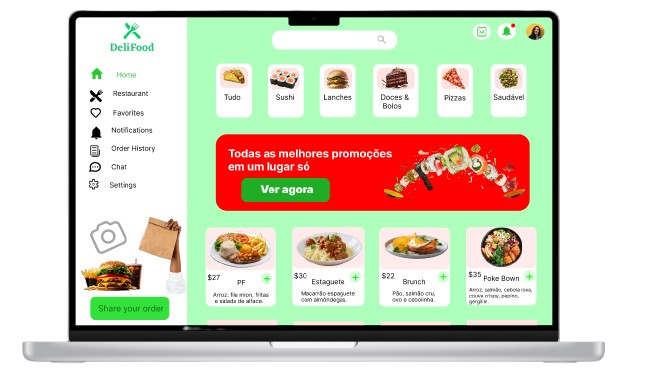 DeliFood
Home
Restaurant
Favorites
Notifications
Order History
Chat
Settings
Share your order
Tudo
Sushi
Lanches
Doces &
Bolos
Pizzas
Saudável
Todas as melhores promoções
em um lugar só
Ver agora
$27
PF
Arroz, file mion, fritas
e salada de alface.
$30
Estaguete
Macarrão espaguete
com almôndegas.
$22
Brunch
Pão, salmão cru,
ovo e cebolinha.
$35
Poke Bown
Arroz, salmão, cebola roxa,
couve crispy, pepino,
gergilie.